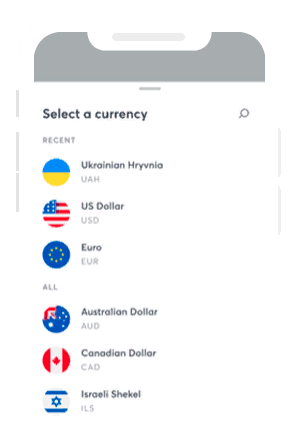 Select a currency
RECENT
Ukrainian Hryvnia
UAH
US Dollar
USD
Euro
EUR
ALL
Australian Dollar
AUD
Canadian Dollar
CAD
Israeli Shekel
ILS